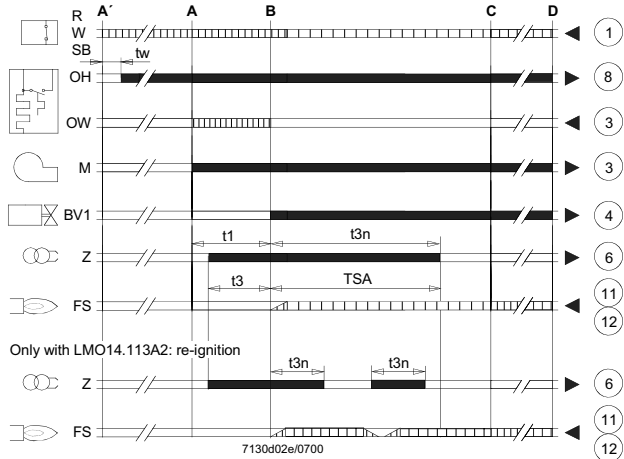 A´ A B C D
R
W 1
SB tw
OH 8
OW 3
M 3
BV1 4
t1 t3n
Z 6
t3 TSA
FS 11
12
Only with LMO14.113A2: re-ignition
t3n t3n
Z 6
FS 11
7130d02e/0700 12